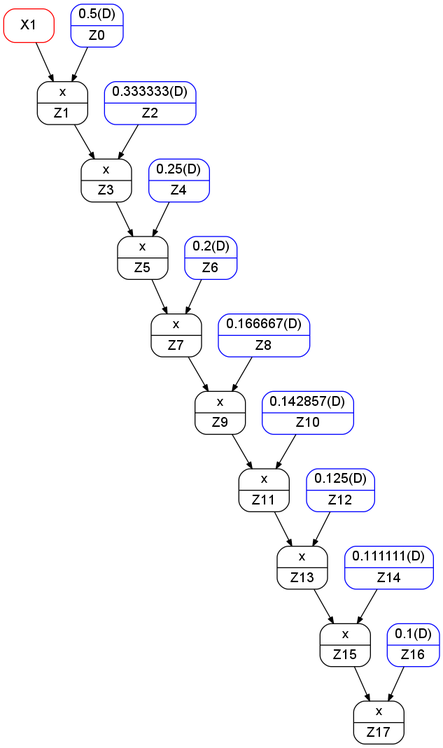 X1
0.5(D)
Z0
x
Z1
0.333333(D)
Z2
x
Z3
0.25(D)
Z4
x
Z5
0.2(D)
Z6
x
Z7
0.166667(D)
Z8
x
Z9
0.142857(D)
Z10
x
Z11
0.125(D)
Z12
x
Z13
0.111111(D)
Z14
x
Z15
0.1(D)
Z16
x
Z17